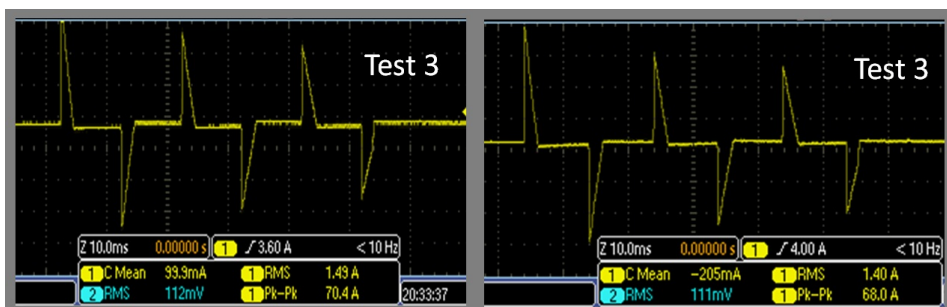 Test 3
Z 10.0ms 0.00000 s 1 3.60 A < 10 Hz
1 C Mean 99.9mA 1 RMS 1.49 A
2 RMS 112mV 1 Pk-Pk 70.4 A 20:33:37
Test 3
Z 10.0ms 0.00000 s 1 4.00 A < 10 Hz
1 C Mean -205mA 1 RMS 1.40 A
2 RMS 111mV 1 Pk-Pk 68.0 A